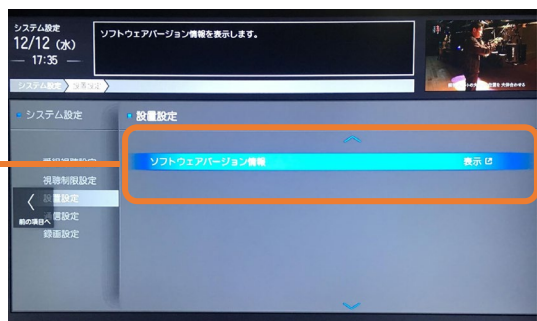 システム設定
12/12 (水)
17:35
ソフトウェアバージョン情報を表示します。
システム設定
システム設定
設置設定
ソフトウェアバージョン情報
表示
視聴制限設定
設置設定
前の項目へ
通信設定
録画設定